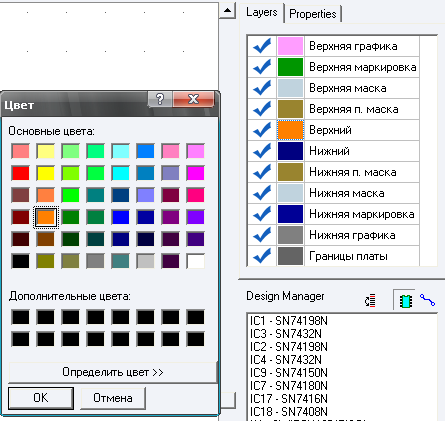 Layers Properties
Верхняя графика
Верхняя маркировка
Верхняя маска
Верхняя п. маска
Верхний
Нижний
Нижняя п. маска
Нижняя маска
Нижняя маркировка
Нижняя графика
Границы платы
Цвет
Основные цвета:
Дополнительные цвета:
Определить цвет >>
OK Отмена
Design Manager
IC1 - SN74198N
IC3 - SN7432N
IC2 - SN74198N
IC4 - SN7432N
IC9 - SN74150N
IC7 - SN74180N
IC17 - SN7416N
IC18 - SN7408N